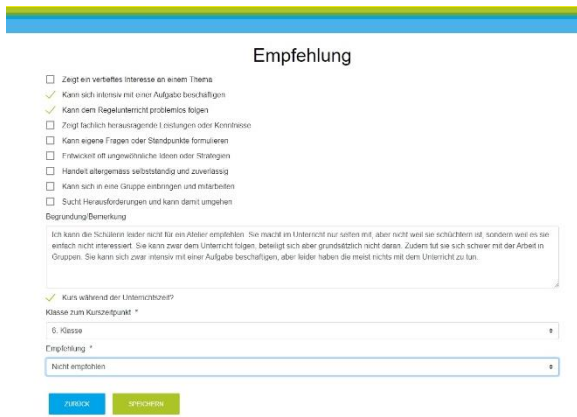 Empfehlung
Zeigt ein vertieftes Interesse an einem Thema
Kann sich intensiv mit einer Aufgabe beschäftigen
Kann dem Regelunterricht problemlos folgen
Zeigt fachlich herausragende Leistungen oder Kenntnisse
Kann eigene Fragen oder Standpunkte formulieren
Entwickelt oft ungewöhnliche Ideen oder Strategien
Handelt altergemäss selbstständig und zuverlässig
Kann sich in eine Gruppe einbringen und mitarbeiten
Sucht Herausforderungen und kann damit umgehen
Begründung/Bemerkung
Ich kann die Schülerin leider nicht für ein Atelier empfehlen. Sie macht im Unterricht nur selten mit, aber nicht weil sie schüchtern ist, sondern weil es sie
einfach nicht interessiert. Sie kann zwar dem Unterricht folgen, beteiligt sich aber grundsätzlich nicht daran. Zudem tut sie sich schwer mit der Arbeit in
Gruppen. Sie kann sich zwar intensiv mit einer Aufgabe beschäftigen, aber leider haben die meist nichts mit dem Unterricht zu tun.
Kurs während der Unterrichtszeit?
Klasse zum Kurszeitpunkt *
6. Klasse
Empfehlung *
Nicht empfohlen
ZURÜCK SPEICHERN